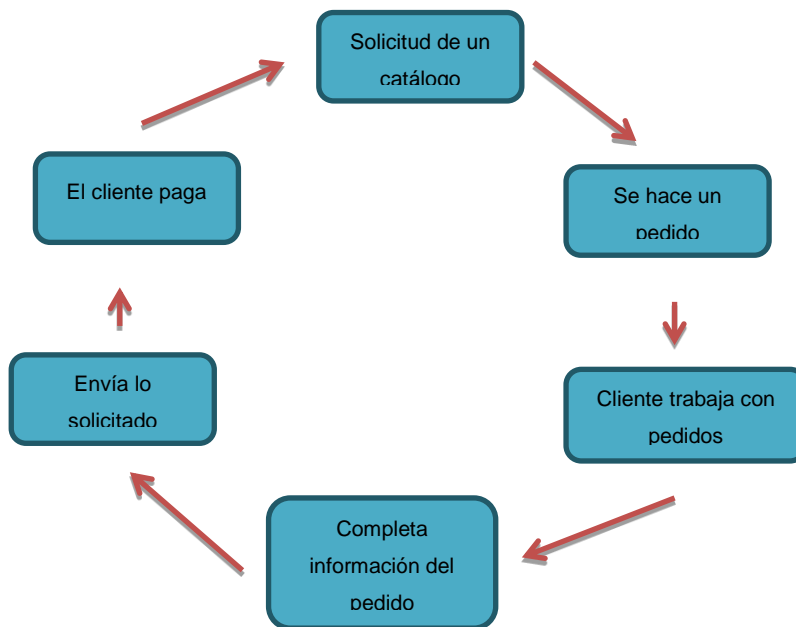 Solicitud de un
catálogo
Se hace un
pedido
Cliente trabaja con
pedidos
Completa
información del
pedido
Envía lo
solicitado
El cliente paga